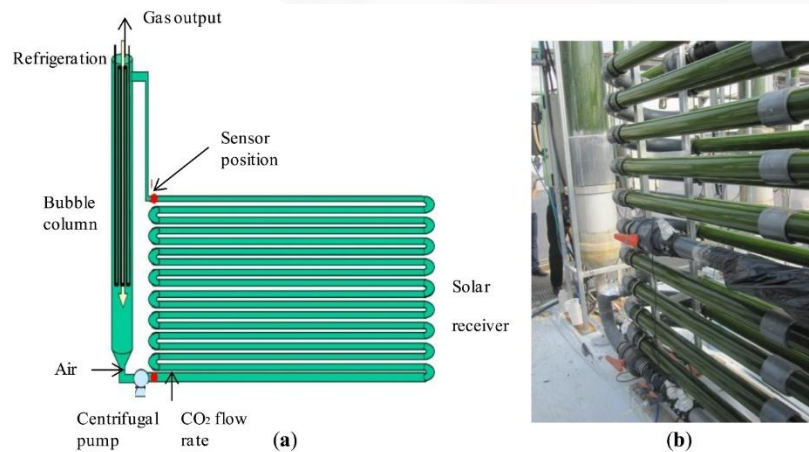 Gas output
Refrigeration
Sensor
position
Bubble
column
Solar
receiver
Air
Centrifugal
pump
CO₂ flow
rate
(a)
(b)